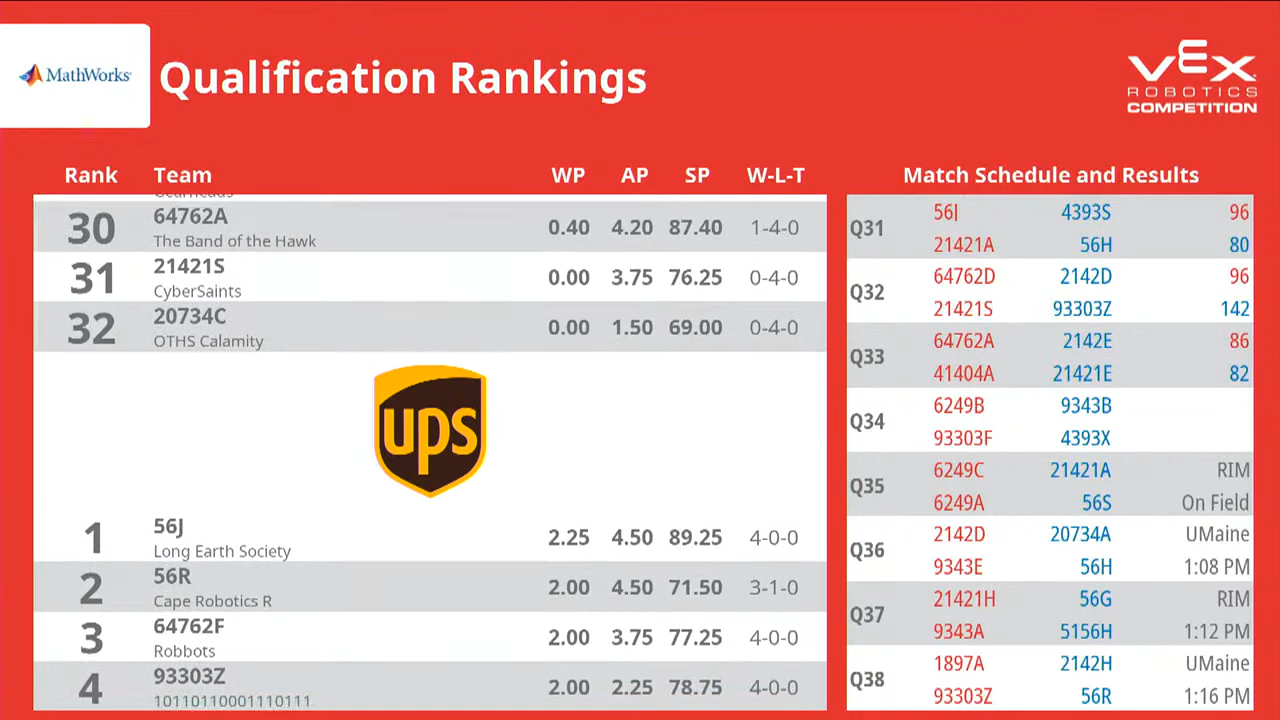 MathWorks
Qualification Rankings
VEX
ROBOTICS
COMPETITION
Rank Team WP AP SP W-L-T
30 64762A 0.40 4.20 87.40 1-4-0
The Band of the Hawk
31 21421S 0.00 3.75 76.25 0-4-0
CyberSaints
32 20734C 0.00 1.50 69.00 0-4-0
OTHS Calamity
ups
1 56J 2.25 4.50 89.25 4-0-0
Long Earth Society
2 56R 2.00 4.50 71.50 3-1-0
Cape Robotics R
3 64762F 2.00 3.75 77.25 4-0-0
Robbots
4 93303Z 2.00 2.25 78.75 4-0-0
10110110001110111
Match Schedule and Results
Q31 56J 4393S 96
21421A 56H 80
Q32 64762D 2142D 96
21421S 93303Z 142
Q33 64762A 2142E 86
41404A 21421E 82
Q34 6249B 9343B
93303F 4393X
Q35 6249C 21421A RIM
6249A 56S On Field
Q36 2142D 20734A UMaine
9343E 56H 1:08 PM
Q37 21421H 56G RIM
9343A 5156H 1:12 PM
Q38 1897A 2142H UMaine
93303Z 56R 1:16 PM